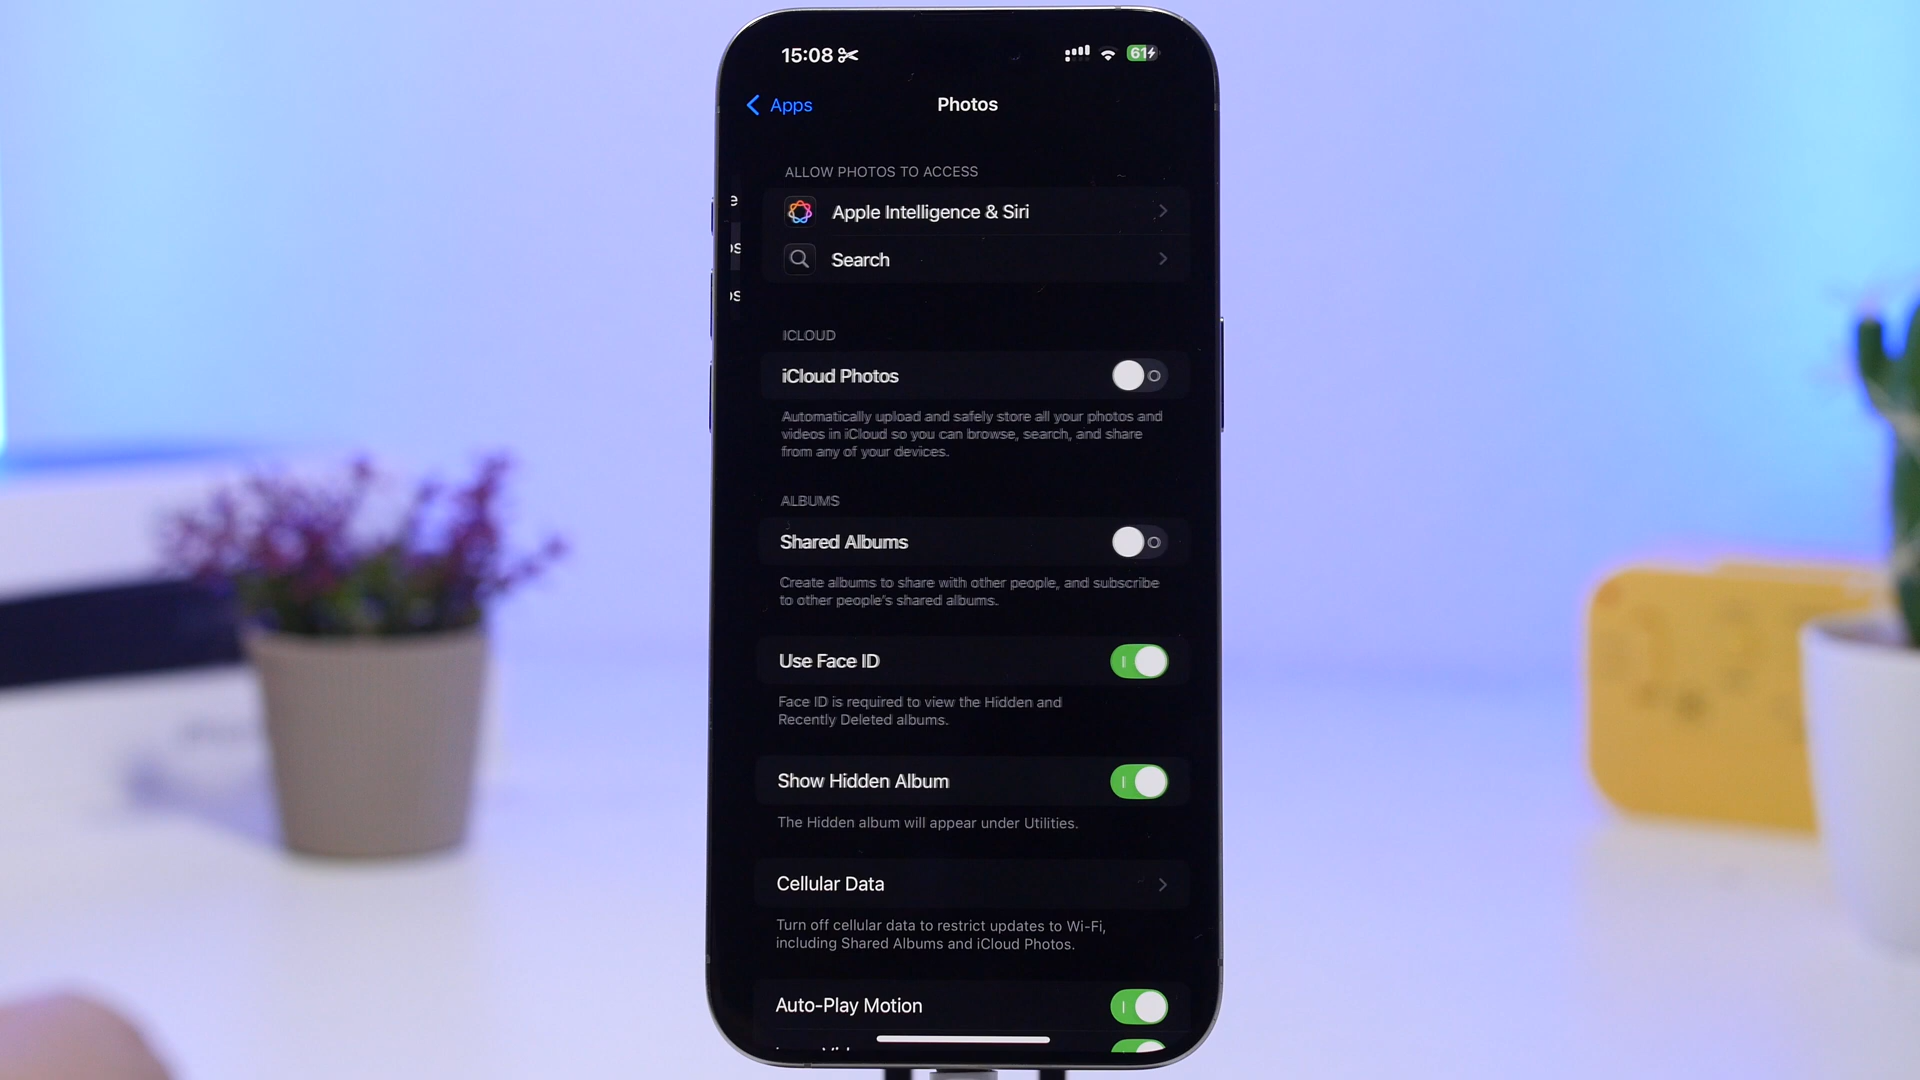 15:08
61
Apps
Photos
ALLOW PHOTOS TO ACCESS
Apple Intelligence & Siri
Search
ICLOUD
iCloud Photos
Automatically upload and safely store all your photos and
videos in iCloud so you can browse, search, and share
from any of your devices.
ALBUMS
Shared Albums
Create albums to share with other people, and subscribe
to other people's shared albums.
Use Face ID
Face ID is required to view the Hidden and
Recently Deleted albums.
Show Hidden Album
The Hidden album will appear under Utilities.
Cellular Data
Turn off cellular data to restrict updates to Wi-Fi,
including Shared Albums and iCloud Photos.
Auto-Play Motion